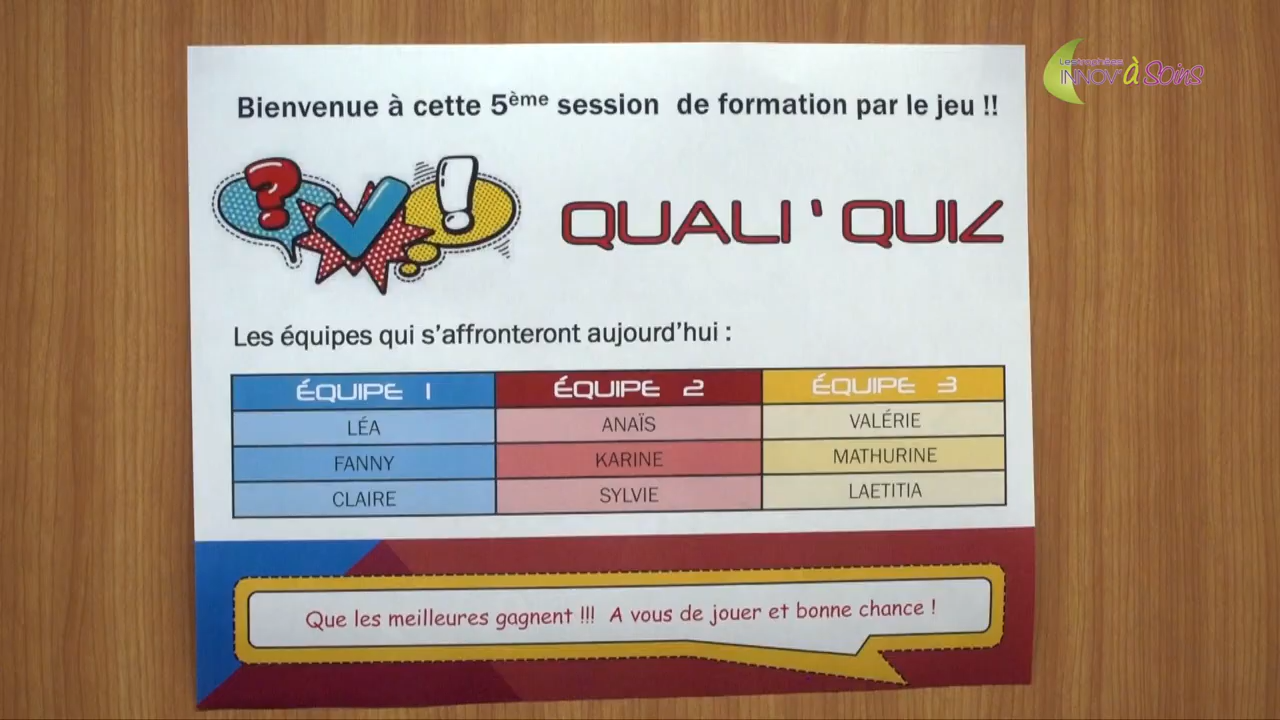 Les trophées
INNOV' à Soins
Bienvenue à cette 5ème session de formation par le jeu !!
? !
QUALI'QUIZ
Les équipes qui s'affronteront aujourd'hui :
ÉQUIPE 1 ÉQUIPE 2 ÉQUIPE 3
LÉA ANAÏS VALÉRIE
FANNY KARINE MATHURINE
CLAIRE SYLVIE LAETITIA
Que les meilleures gagnent !!! A vous de jouer et bonne chance !